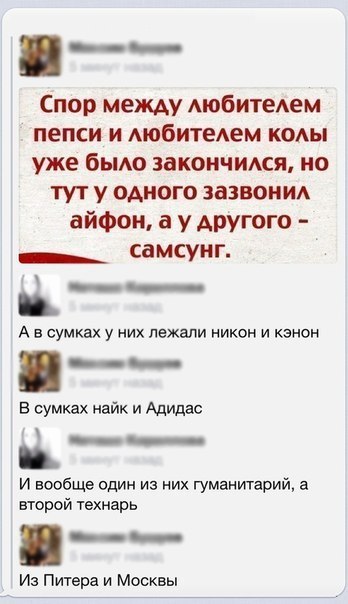 Спор между любителем
пепси и любителем колы
уже было закончился, но
тут у одного зазвонил
айфон, а у другого -
самсунг.
А в сумках у них лежали никон и кэнон
В сумках найк и Адидас
И вообще один из них гуманитарий, а
второй технарь
Из Питера и Москвы